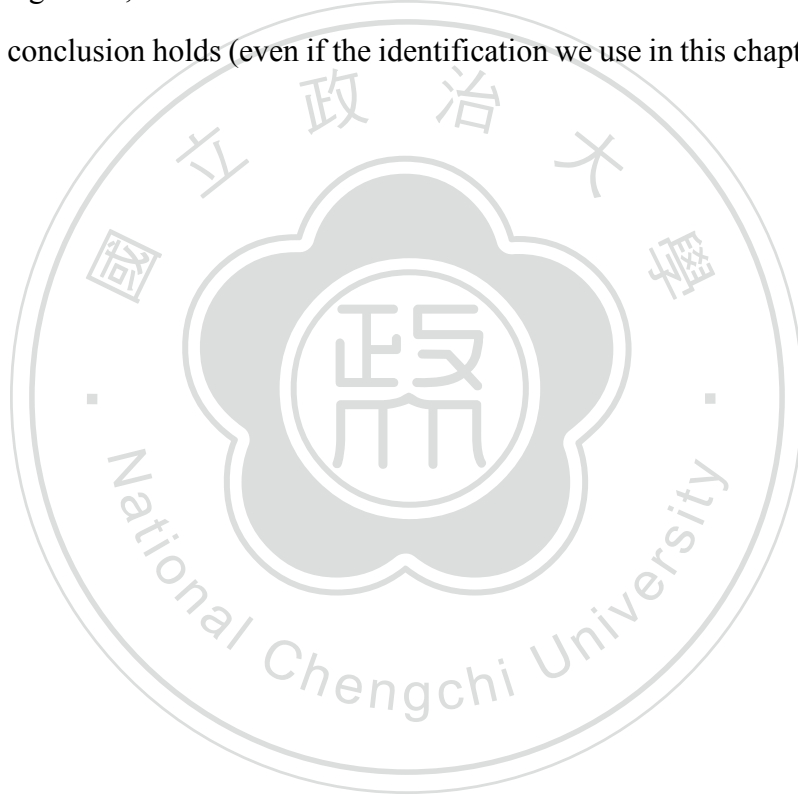 conclusion holds (even if the identification we use in this chapt
國立政治大學
政
National Chengchi University